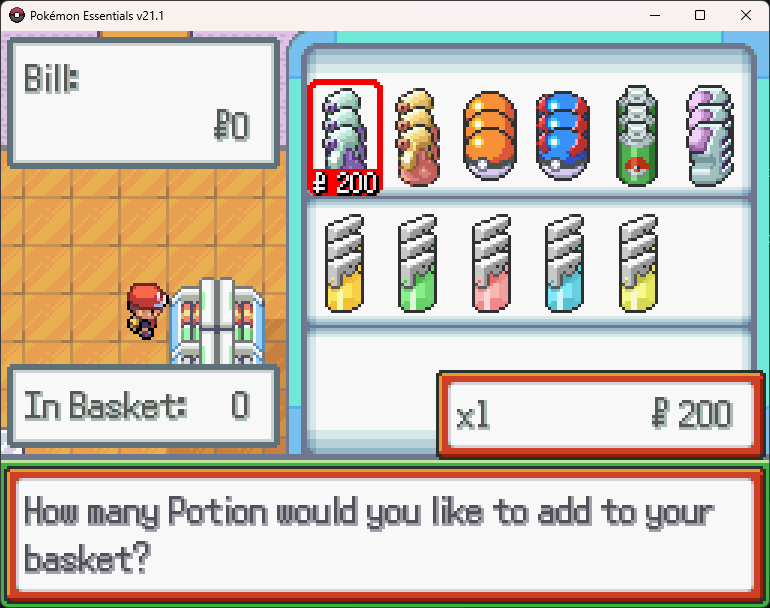 Pokémon Essentials v21.1
Bill:
₽0
₽ 200
In Basket: 0
x1 ₽ 200
How many Potion would you like to add to your
basket?